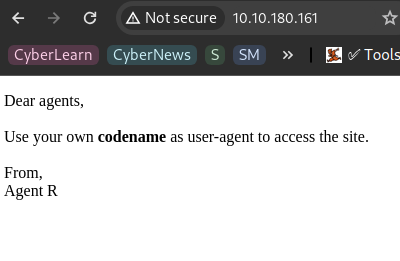 Not secure 10.10.180.161
CyberLearn CyberNews S SM » Tools
Dear agents,
Use your own codename as user-agent to access the site.
From,
Agent R